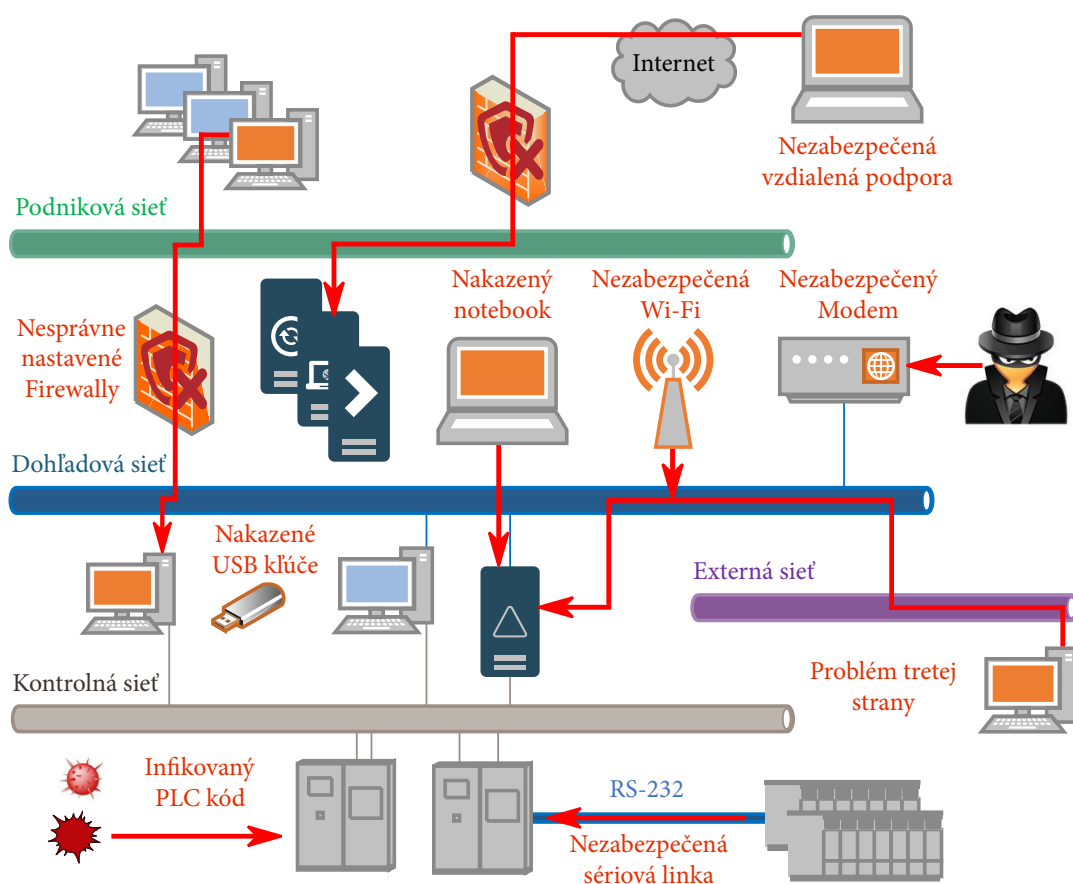 Internet
Nezabezpečená
vzdialená podpora
Podniková sieť
Nesprávne
nastavené
Firewally
Nakazený
notebook
Nezabezpečená
Wi-Fi
Nezabezpečený
Modem
Dohľadová sieť
Nakazené
USB kľúče
Externá sieť
Kontrolná sieť
Problém tretej
strany
Infikovaný
PLC kód
RS-232
Nezabezpečená
sériová linka